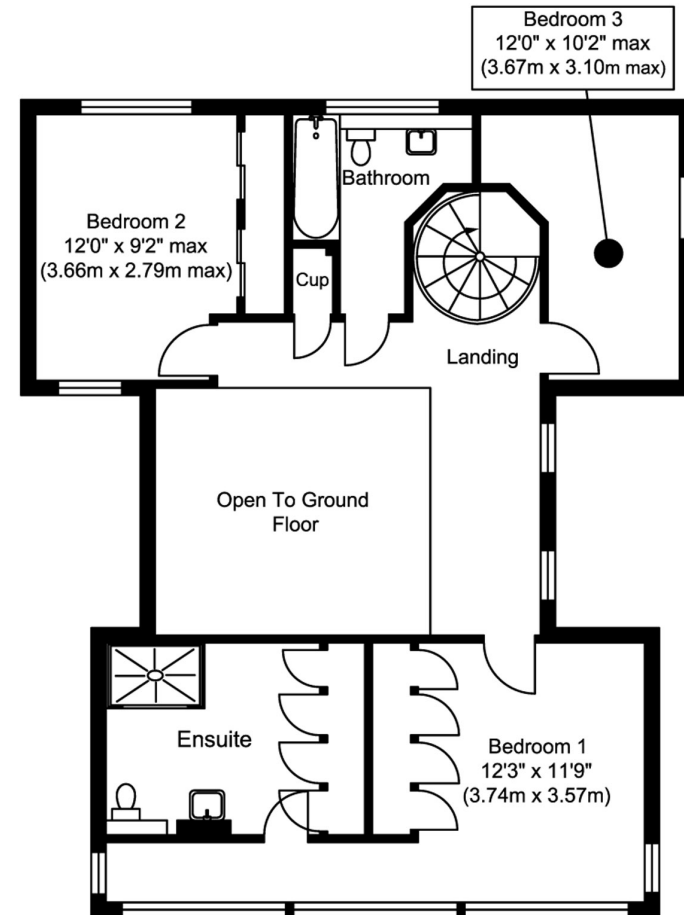 Bedroom 3
12'0" x 10'2" max
(3.67m x 3.10m max)
Bathroom
Bedroom 2
12'0" x 9'2" max
(3.66m x 2.79m max)
Cup
Landing
Open To Ground
Floor
Ensuite
Bedroom 1
12'3" x 11'9"
(3.74m x 3.57m)